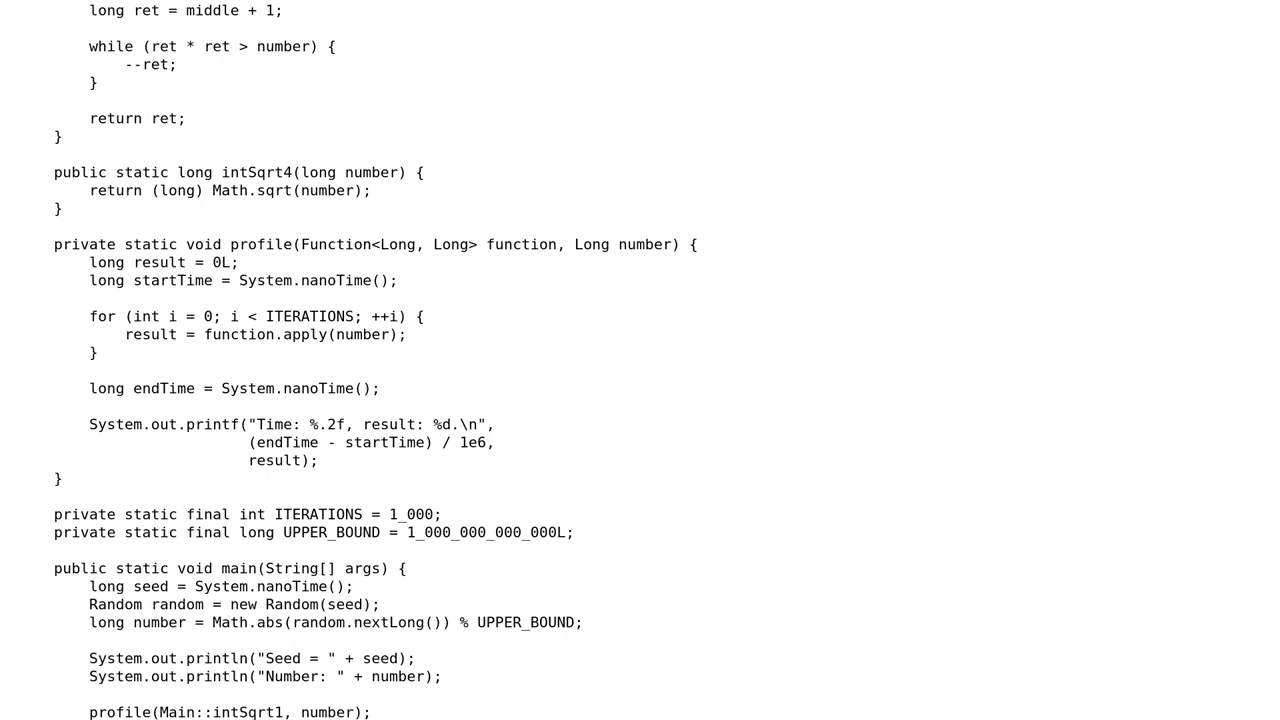 long ret = middle + 1;
while (ret * ret > number) {
--ret;
}
return ret;
}
public static long intSqrt4(long number) {
return (long) Math.sqrt(number);
}
private static void profile(Function<Long, Long> function, Long number) {
long result = 0L;
long startTime = System.nanoTime();
for (int i = 0; i < ITERATIONS; ++i) {
result = function.apply(number);
}
long endTime = System.nanoTime();
System.out.printf("Time: %.2f, result: %d.\n",
(endTime - startTime) / 1e6,
result);
}
private static final int ITERATIONS = 1_000;
private static final long UPPER_BOUND = 1_000_000_000_000L;
public static void main(String[] args) {
long seed = System.nanoTime();
Random random = new Random(seed);
long number = Math.abs(random.nextLong()) % UPPER_BOUND;
System.out.println("Seed = " + seed);
System.out.println("Number: " + number);
profile(Main::intSqrt1, number);